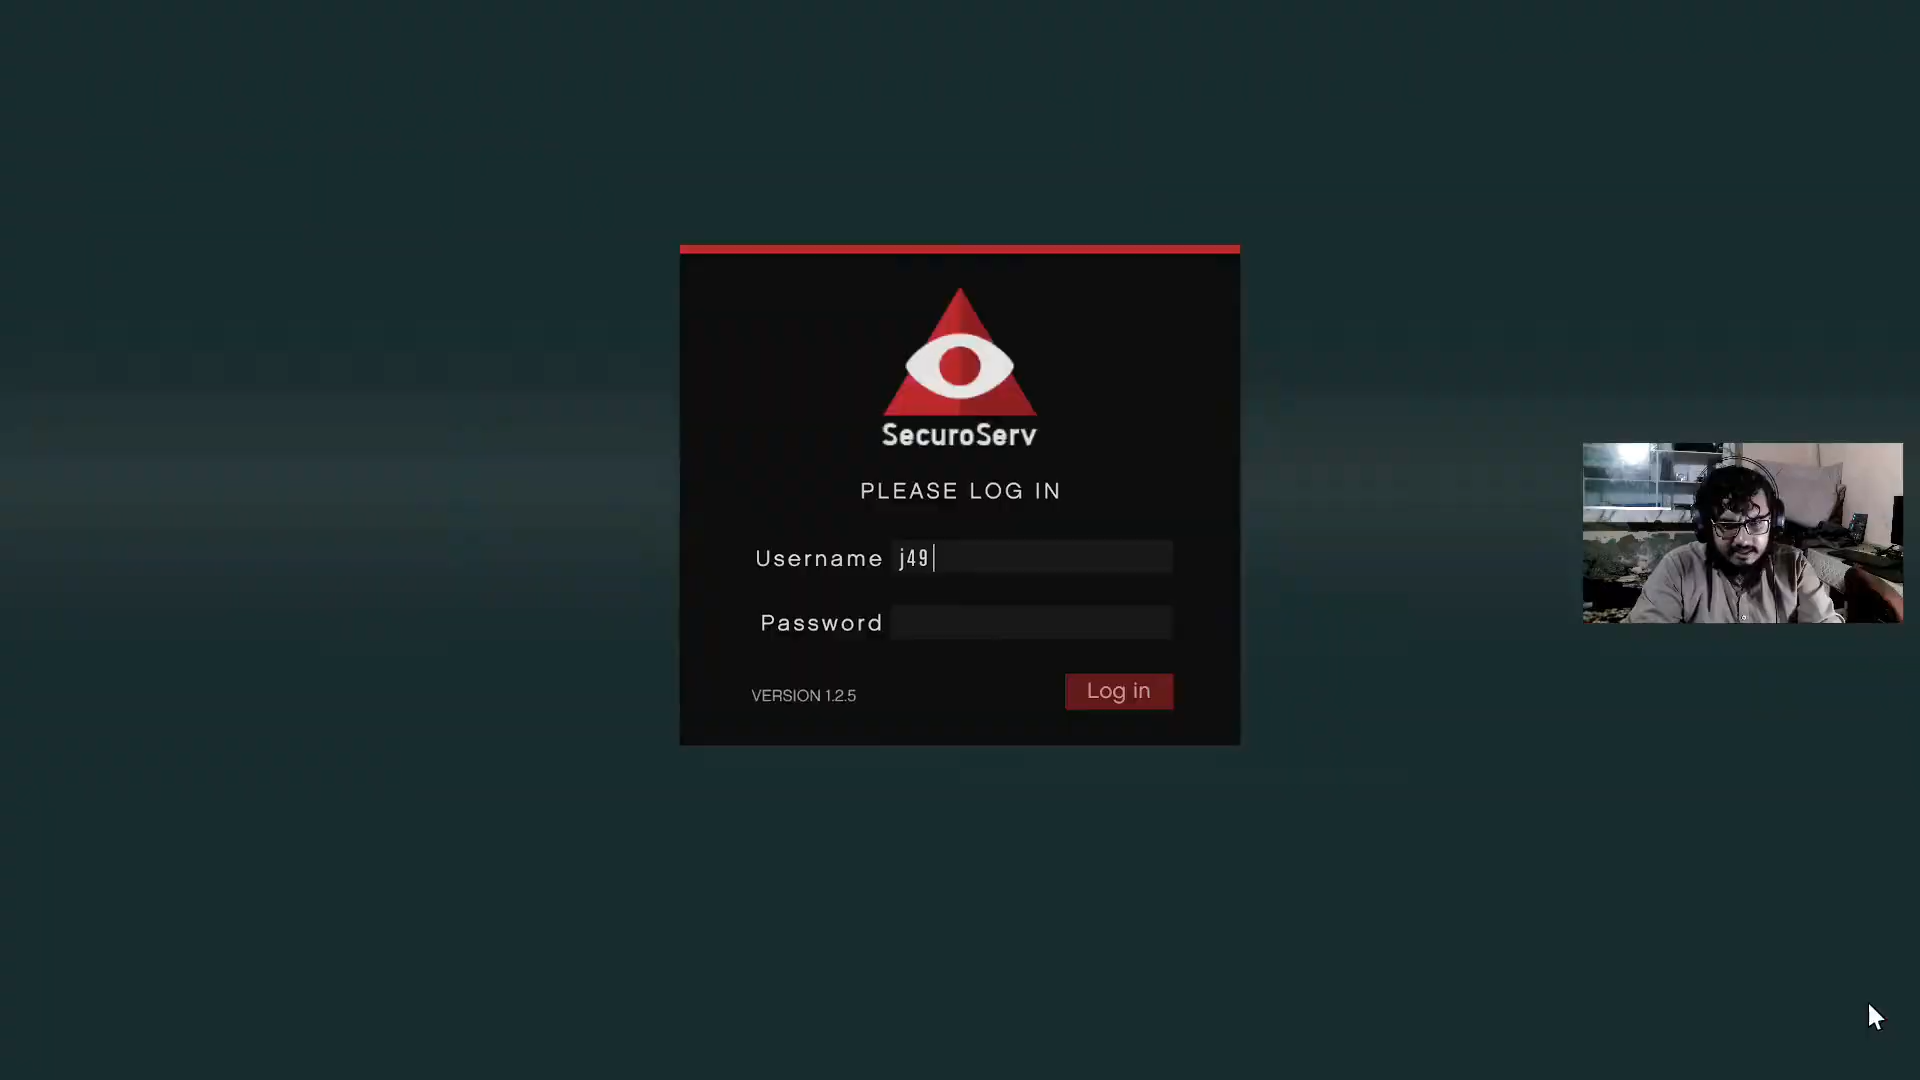 SecuroServ
PLEASE LOG IN
Username j49
Password
VERSION 1.2.5 Log in